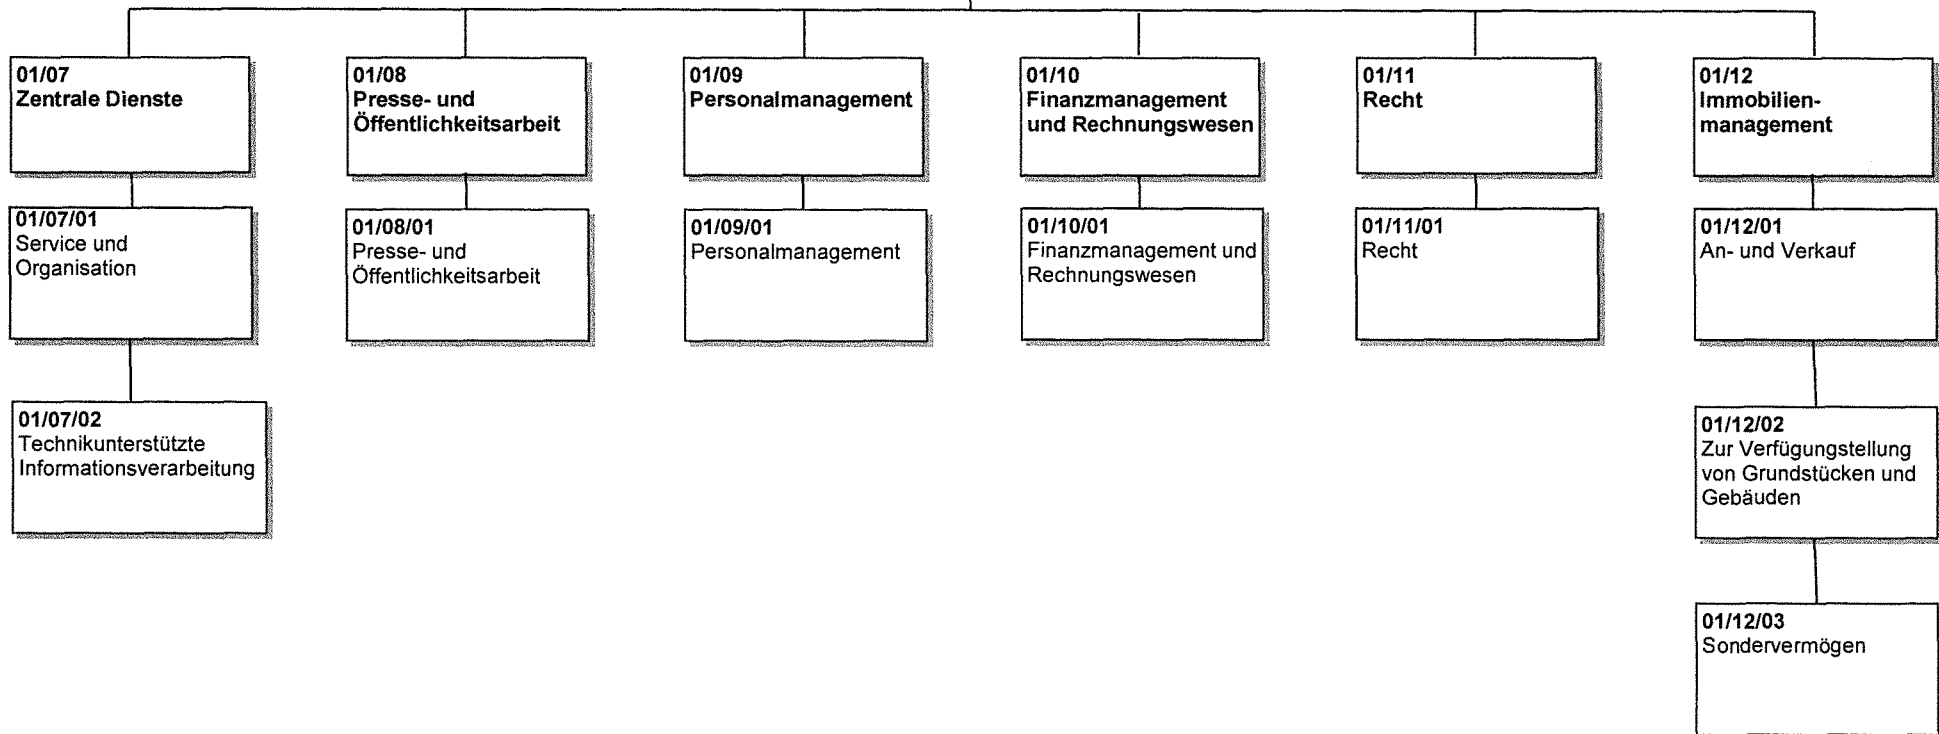 01/07
Zentrale Dienste
01/08
Presse- und
Öffentlichkeitsarbeit
01/09
Personalmanagement
01/10
Finanzmanagement
und Rechnungswesen
01/11
Recht
01/12
Immobilien-
management
01/07/01
Service und
Organisation
01/08/01
Presse- und
Öffentlichkeitsarbeit
01/09/01
Personalmanagement
01/10/01
Finanzmanagement und
Rechnungswesen
01/11/01
Recht
01/12/01
An- und Verkauf
01/07/02
Technikunterstützte
Informationsverarbeitung
01/12/02
Zur Verfügungstellung
von Grundstücken und
Gebäuden
01/12/03
Sondervermögen